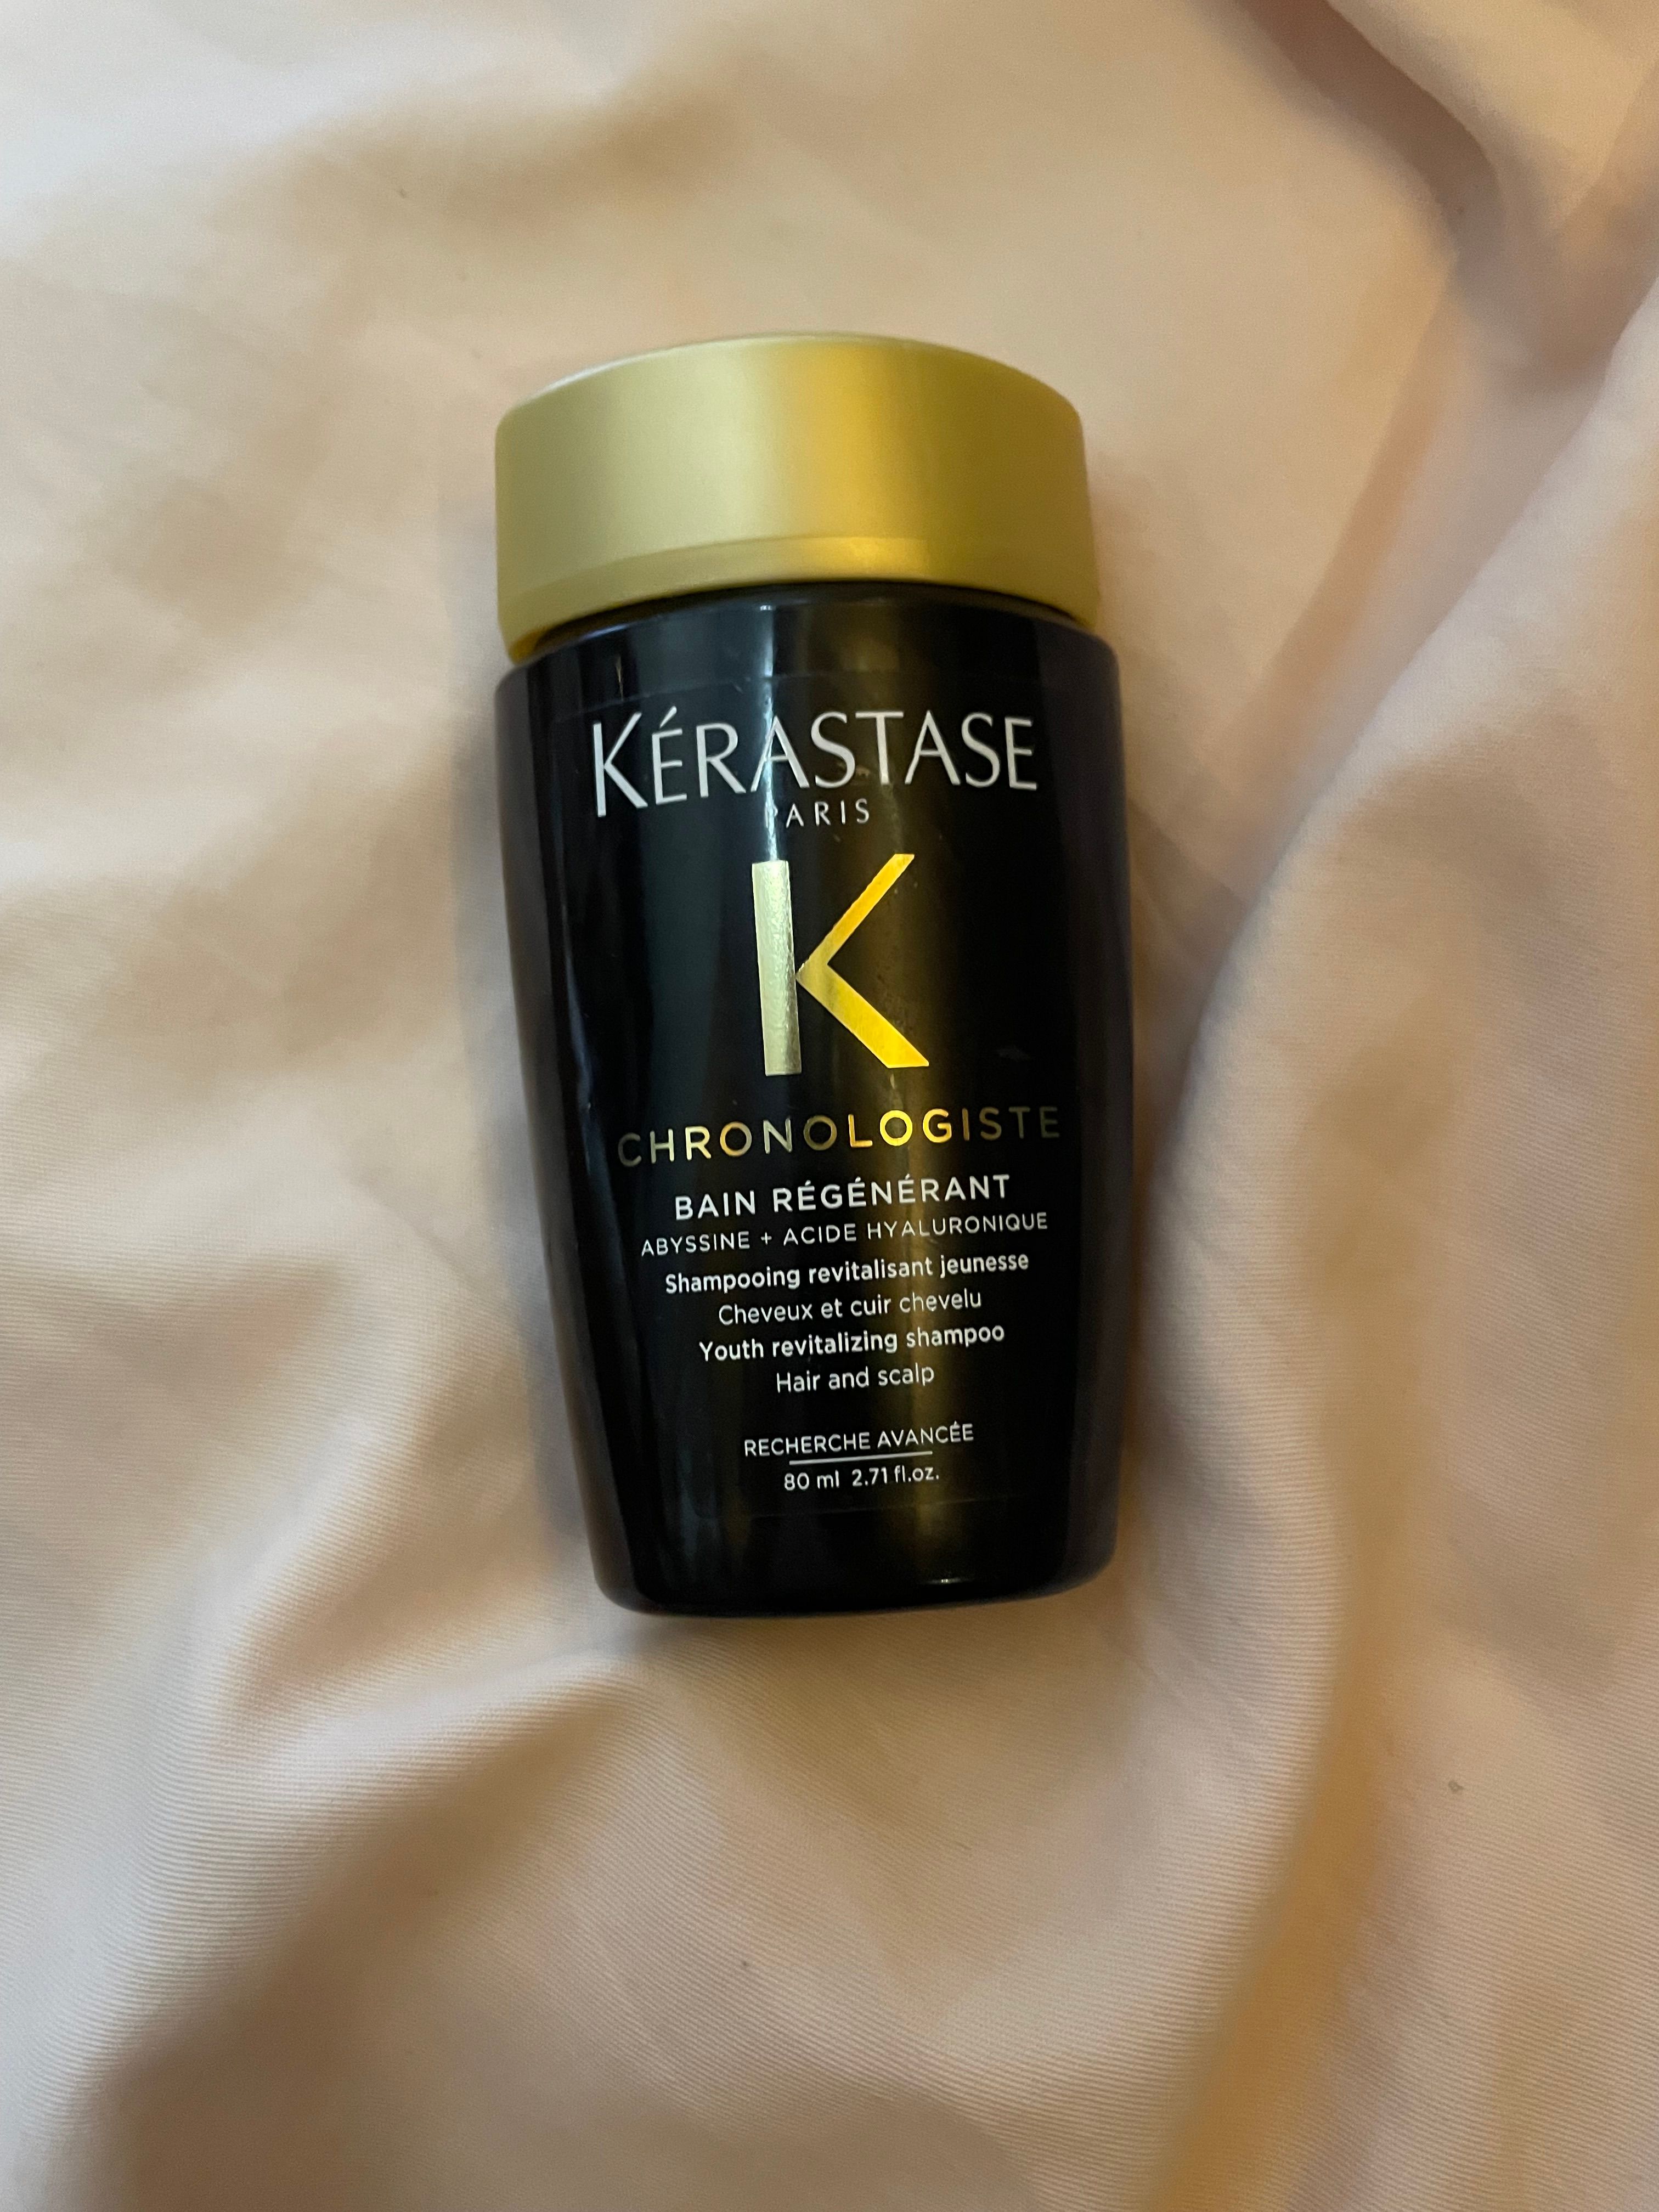 KÉRASTASE
PARIS
K
CHRONOLOGISTE
BAIN RÉGÉNÉRANT
ABYSSINE + ACIDE HYALURONIQUE
Shampooing revitalisant jeunesse
Cheveux et cuir chevelu
Youth revitalizing shampoo
Hair and scalp
RECHERCHE AVANCÉE
80 ml 2.71 fl.oz.